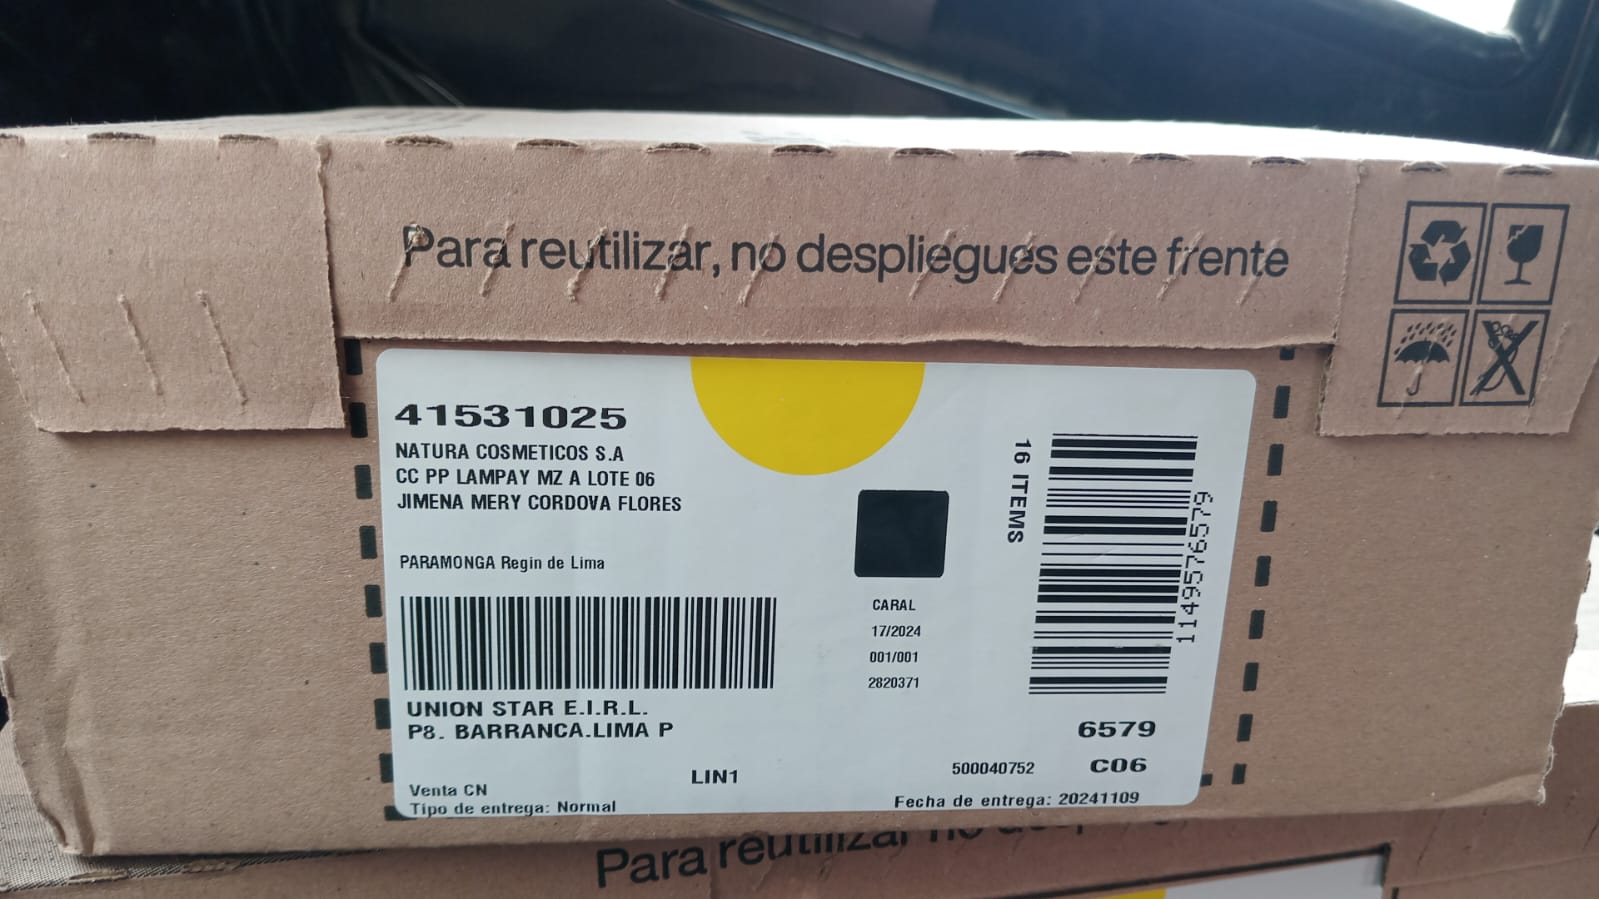 Para reutilizar, no despliegues este frente
41531025
NATURA COSMETICOS S.A
CC PP LAMPAY MZ A LOTE 06
JIMENA MERY CORDOVA FLORES
PARAMONGA Regin de Lima
16 ITEMS
1149576579
CARAL
17/2024
001/001
2820371
UNION STAR E.I.R.L.
P8. BARRANCA.LIMA P
6579
LIN1
500040752
C06
Venta CN
Tipo de entrega: Normal
Fecha de entrega: 20241109
Para reutilizar no